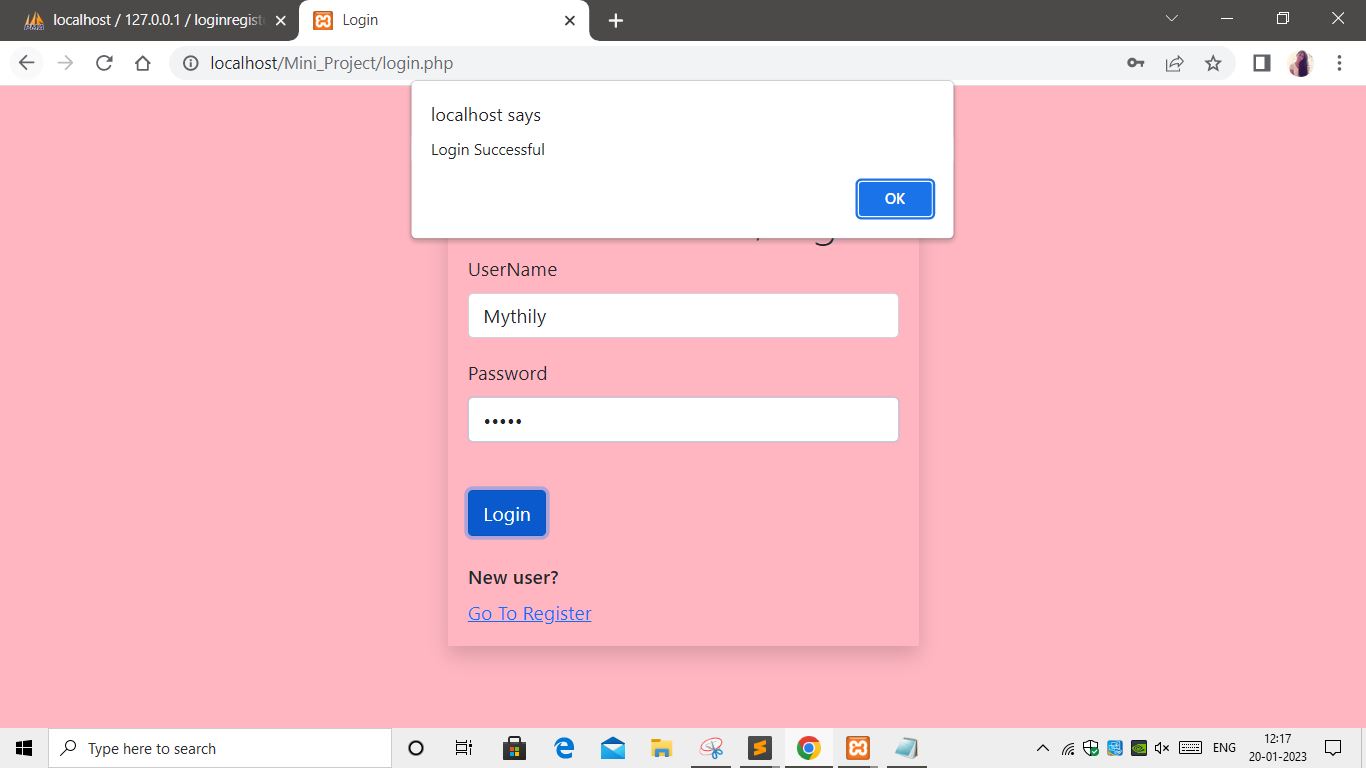 localhost / 127.0.0.1 / loginregist
Login
localhost/Mini_Project/login.php
localhost says
Login Successful
OK
UserName
Mythily
Password
Login
New user?
Go To Register
Type here to search
ENG
12:17
20-01-2023